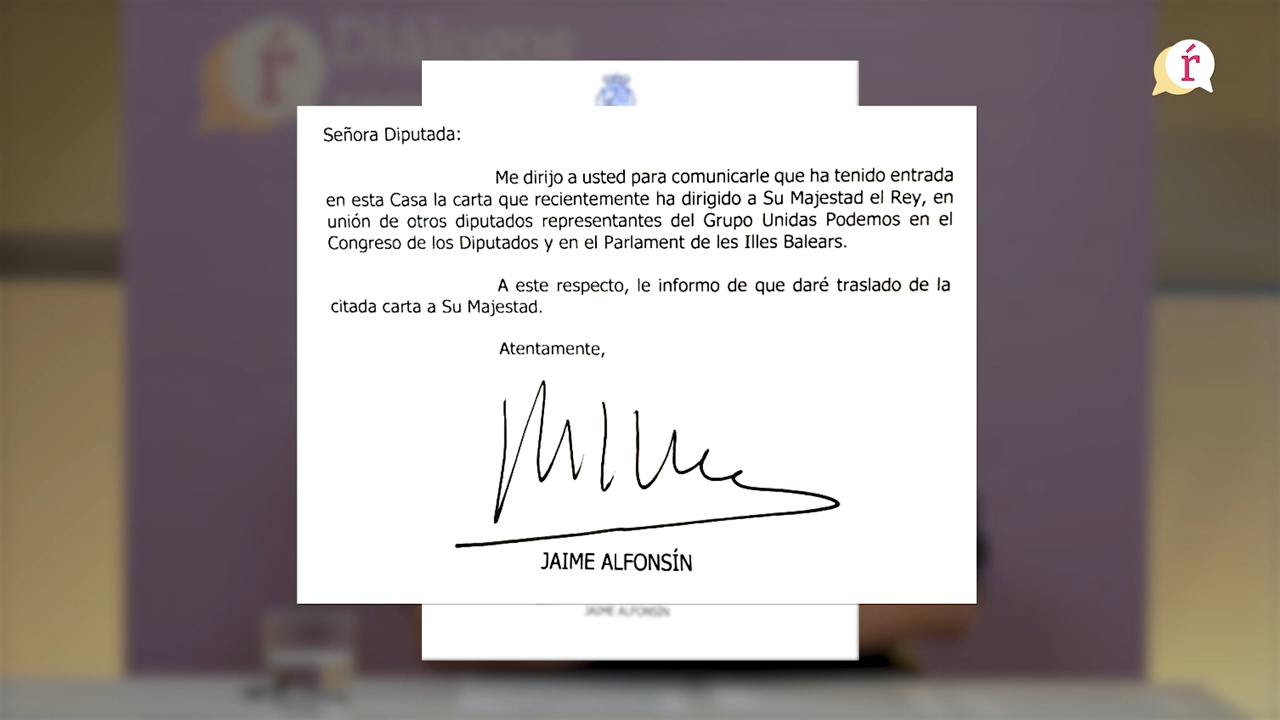 Diálogos
ŕ
ŕ
Señora Diputada:
Me dirijo a usted para comunicarle que ha tenido entrada
en esta Casa la carta que recientemente ha dirigido a Su Majestad el Rey, en
unión de otros diputados representantes del Grupo Unidas Podemos en el
Congreso de los Diputados y en el Parlament de les Illes Balears.
A este respecto, le informo de que daré traslado de la
citada carta a Su Majestad.
Atentamente,
JAIME ALFONSÍN
JAIME ALFONSÍN